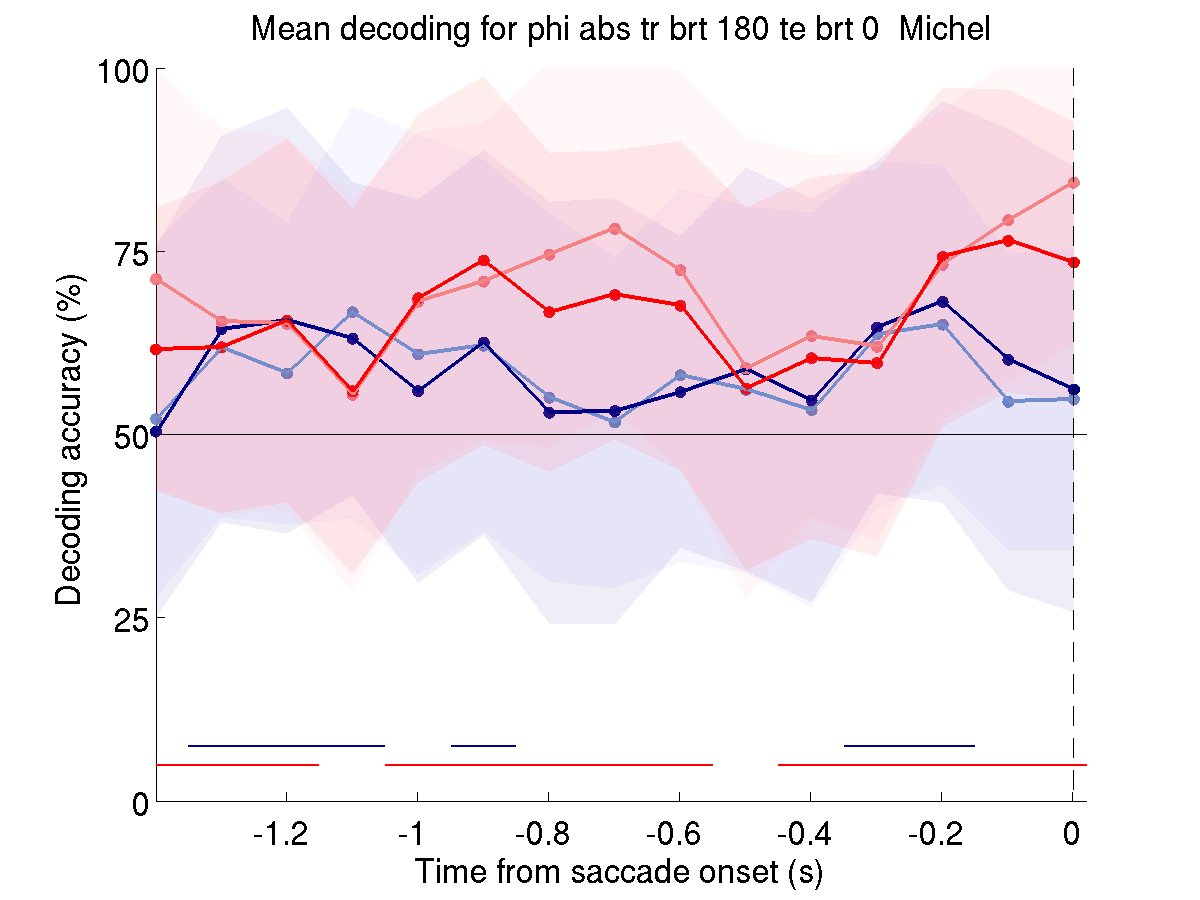 Mean decoding for phi abs tr brt 180 te brt 0  Michel
100
75
50
25
0
Decoding accuracy (%)
-1.2 -1 -0.8 -0.6 -0.4 -0.2 0
Time from saccade onset (s)